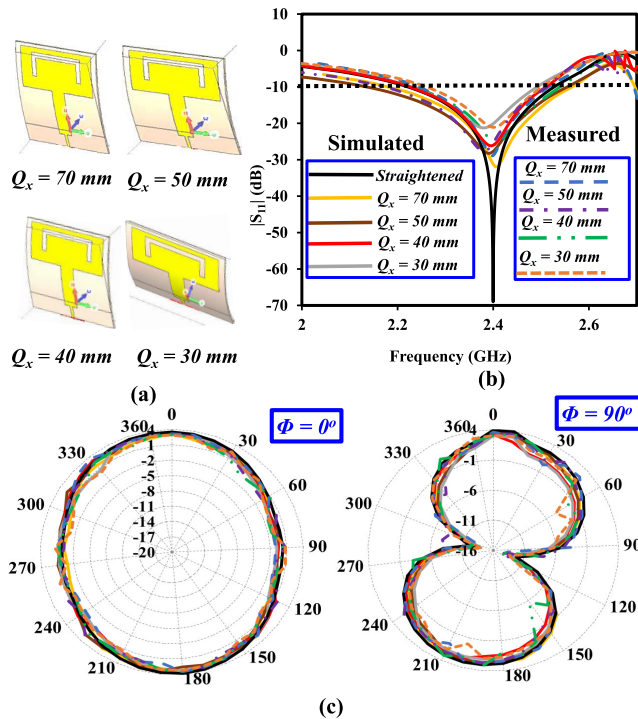 Qx = 70 mm
Qx = 50 mm
Qx = 40 mm
Qx = 30 mm
(a)
|S11| (dB)
10
0
-10
-20
-30
-40
-50
-60
-70
Simulated
Straightened
Qx = 70 mm
Qx = 50 mm
Qx = 40 mm
Qx = 30 mm
Measured
Qx = 70 mm
Qx = 50 mm
Qx = 40 mm
Qx = 30 mm
2
2.2
2.4
2.6
Frequency (GHz)
(b)
Φ = 0o
0
30
60
90
120
150
180
210
240
270
300
330
360
4
1
-2
-5
-8
-11
-14
-17
-20
Φ = 90o
0
30
60
90
120
150
180
210
240
270
300
330
360
4
-1
-6
-11
-16
(c)